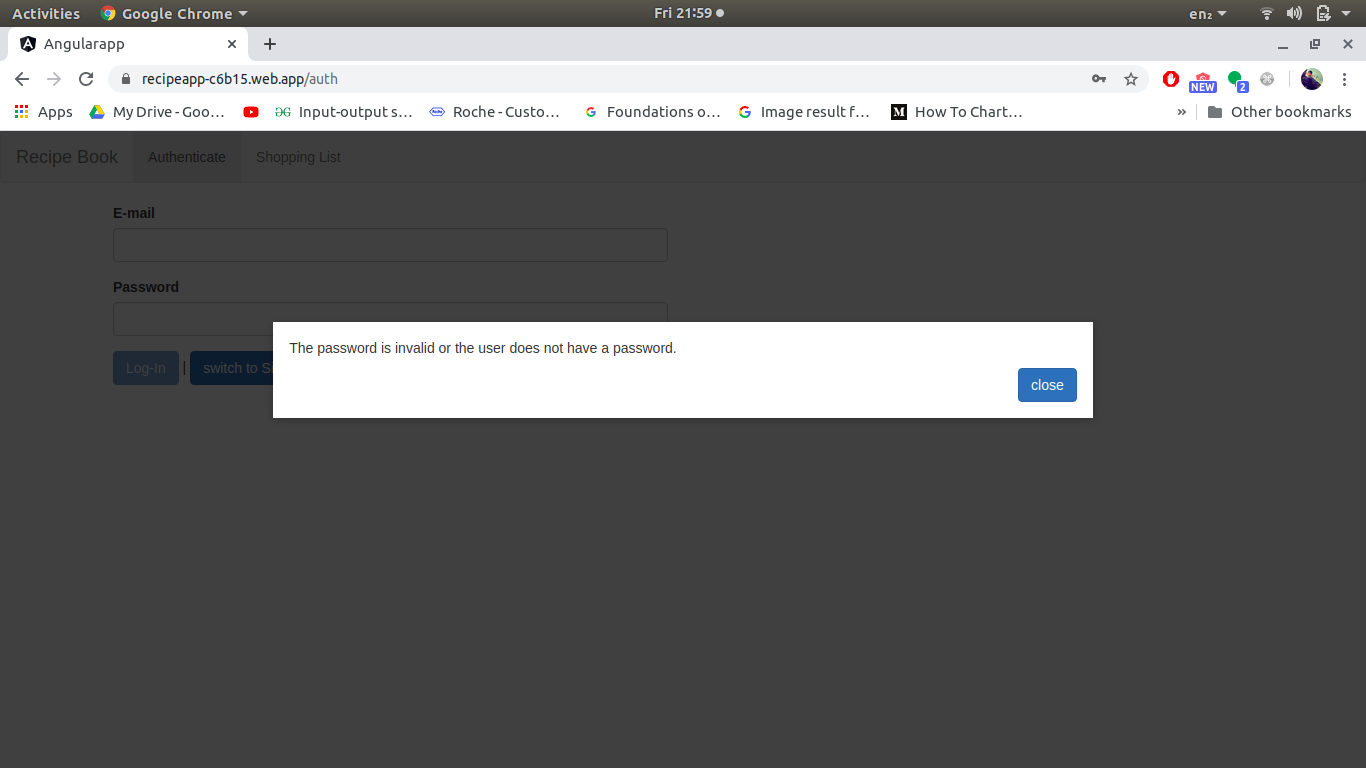 Activities Google Chrome Fri 21:59 en₂
Angularapp
recipeapp-c6b15.web.app/auth NEW 2
Apps My Drive - Goo… Input-output s… Roche - Custo… Foundations o… Image result f… M How To Chart… » Other bookmarks
Recipe Book Authenticate Shopping List
E-mail
Password
The password is invalid or the user does not have a password.
Log-In | switch to S
close